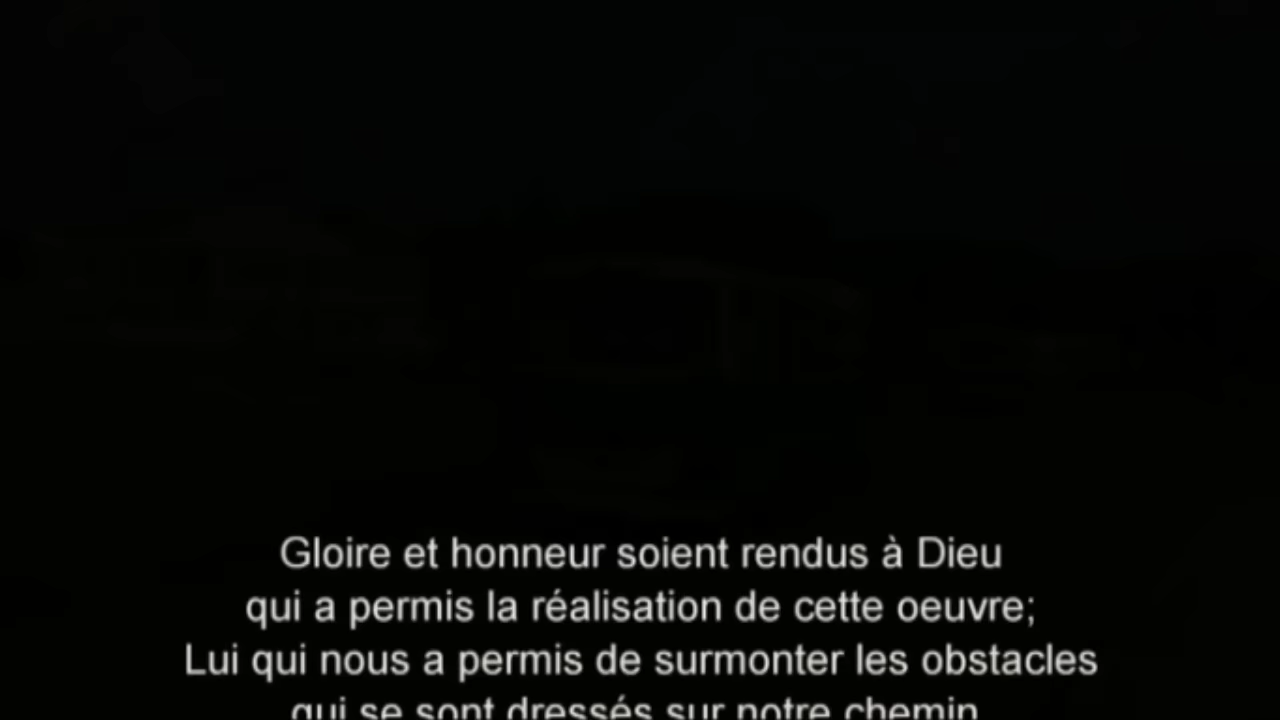 Gloire et honneur soient rendus à Dieu
qui a permis la réalisation de cette oeuvre;
Lui qui nous a permis de surmonter les obstacles
qui se sont dressés sur notre chemin